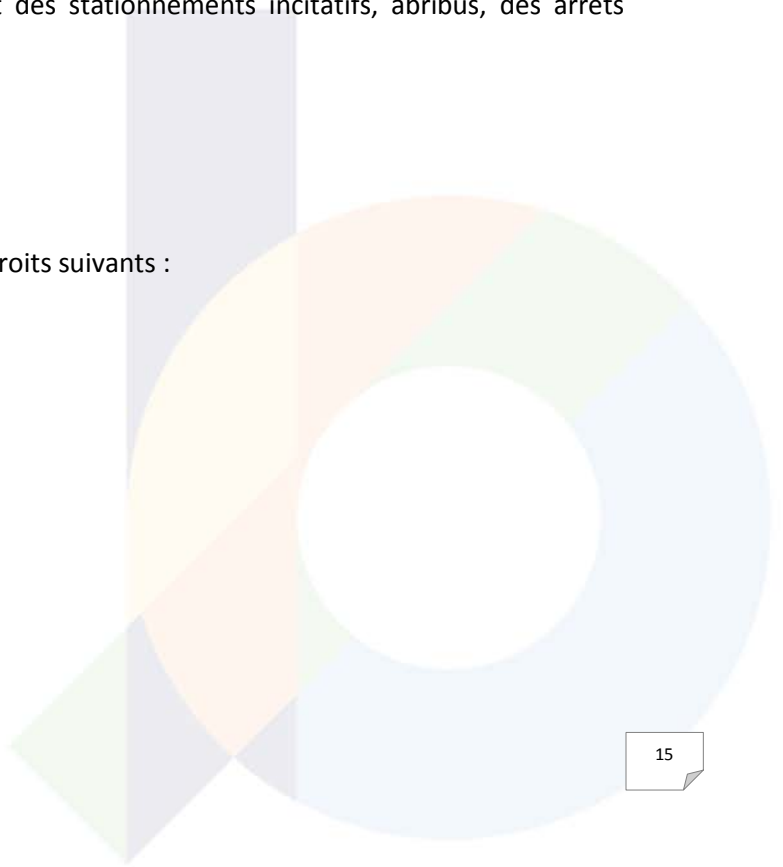 des stationnements incitatifs, abribus, des arrêts
roits suivants :
15